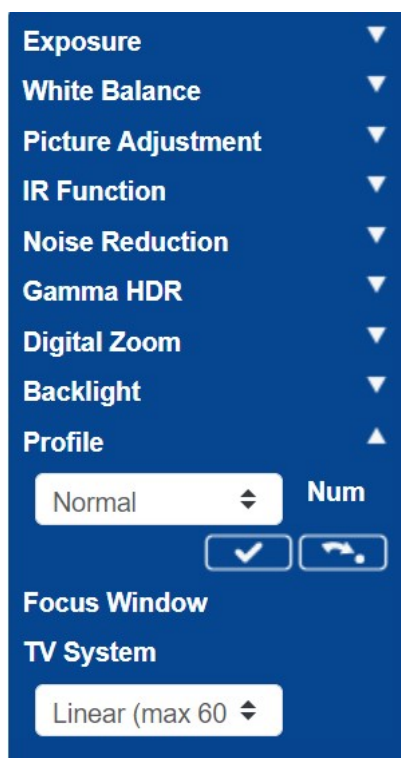 Exposure
White Balance
Picture Adjustment
IR Function
Noise Reduction
Gamma HDR
Digital Zoom
Backlight
Profile
Normal Num
Focus Window
TV System
Linear (max 60